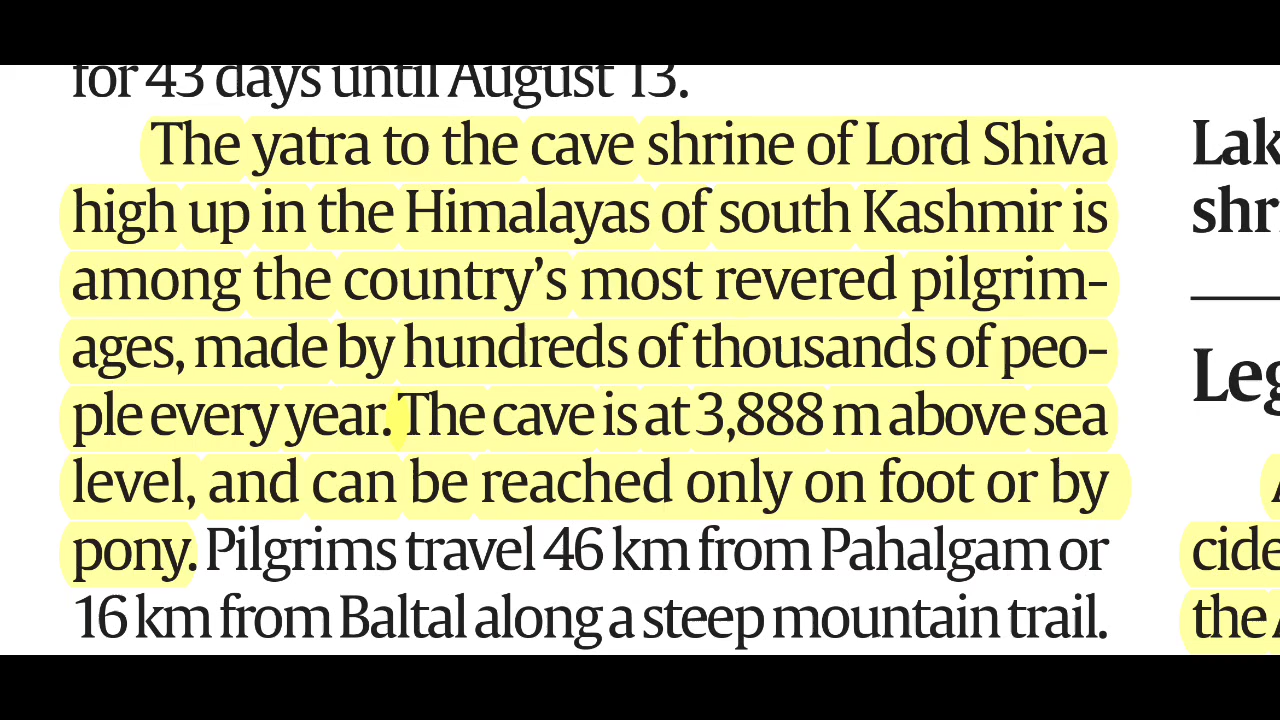 for 43 days until August 13.
The yatra to the cave shrine of Lord Shiva
high up in the Himalayas of south Kashmir is
among the country’s most revered pilgrim-
ages, made by hundreds of thousands of peo-
ple every year. The cave is at 3,888 m above sea
level, and can be reached only on foot or by
pony. Pilgrims travel 46 km from Pahalgam or
16 km from Baltal along a steep mountain trail.
Lak
shr
Leg
cide
the